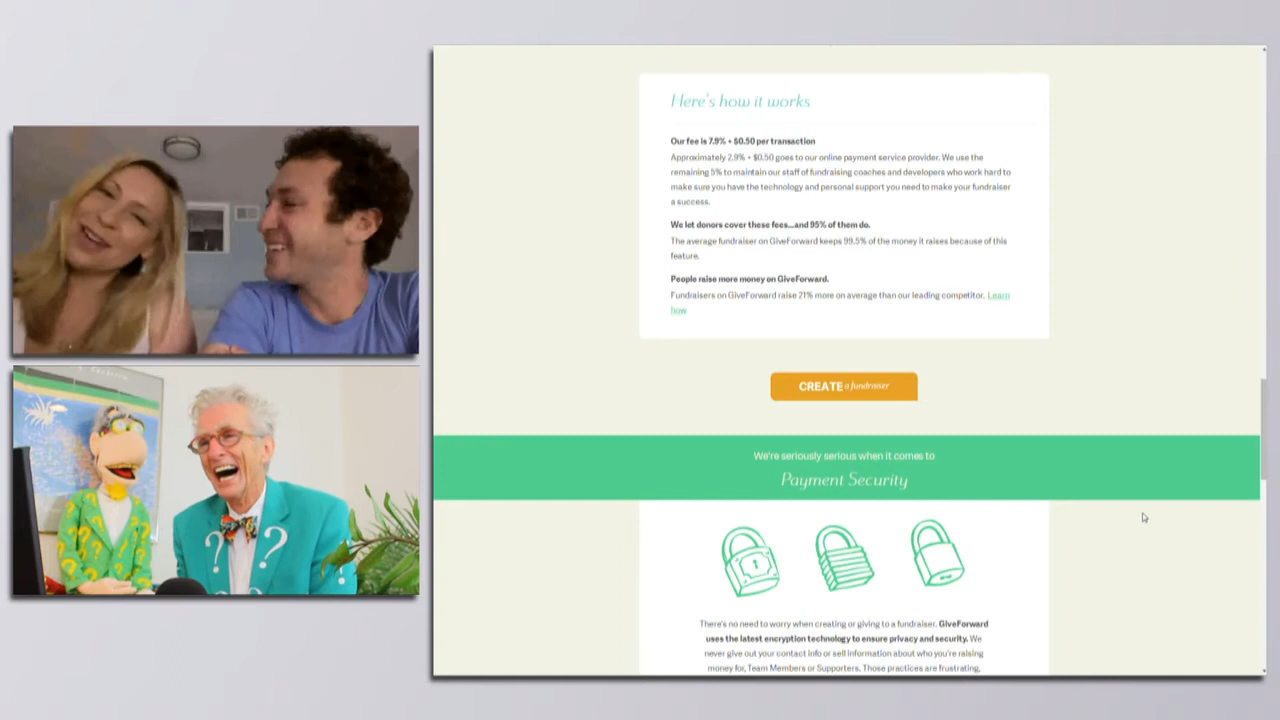 Here's how it works
Our fee is 7.9% + $0.50 per transaction
Approximately 2.9% + $0.50 goes to our online payment service provider. We use the
remaining 5% to maintain our staff of fundraising coaches and developers who work hard to
make sure you have the technology and personal support you need to make your fundraiser
a success.
We let donors cover these fees...and 95% of them do.
The average fundraiser on GiveForward keeps 99.5% of the money it raises because of this
feature.
People raise more money on GiveForward.
Fundraisers on GiveForward raise 21% more on average than our leading competitor. Learn
how
CREATE a fundraiser
We're seriously serious when it comes to
Payment Security
There's no need to worry when creating or giving to a fundraiser. GiveForward
uses the latest encryption technology to ensure privacy and security. We
never give out your contact info or sell information about who you're raising
money for, Team Members or Supporters. Those practices are frustrating,
? ?